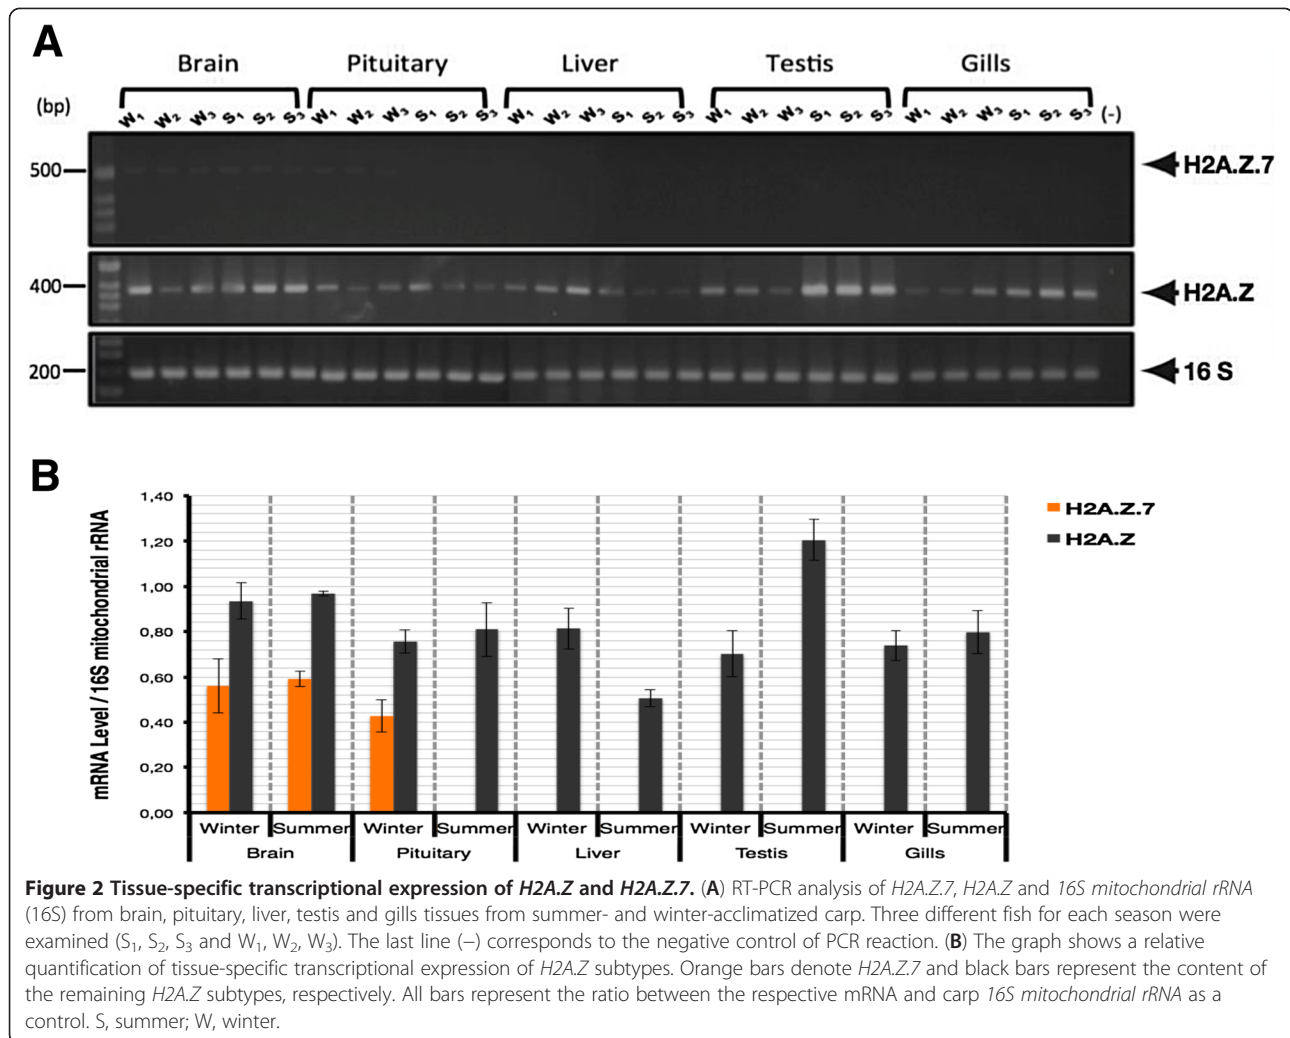 A
Brain Pituitary Liver Testis Gills
(bp) W₁ W₂ W₃ S₁ S₂ S₃ W₁ W₂ W₃ S₁ S₂ S₃ W₁ W₂ W₃ S₁ S₂ S₃ W₁ W₂ W₃ S₁ S₂ S₃ W₁ W₂ W₃ S₁ S₂ S₃ (-)
500 H2A.Z.7
400 H2A.Z
200 16 S
B
mRNA Level / 16S mitochondrial rRNA
1,40
1,20
1,00
0,80
0,60
0,40
0,20
0,00
H2A.Z.7
H2A.Z
Winter Summer Winter Summer Winter Summer Winter Summer Winter Summer
Brain Pituitary Liver Testis Gills
Figure 2 Tissue-specific transcriptional expression of H2A.Z and H2A.Z.7. (A) RT-PCR analysis of H2A.Z.7, H2A.Z and 16S mitochondrial rRNA
(16S) from brain, pituitary, liver, testis and gills tissues from summer- and winter-acclimatized carp. Three different fish for each season were
examined (S₁, S₂, S₃ and W₁, W₂, W₃). The last line (−) corresponds to the negative control of PCR reaction. (B) The graph shows a relative
quantification of tissue-specific transcriptional expression of H2A.Z subtypes. Orange bars denote H2A.Z.7 and black bars represent the content of
the remaining H2A.Z subtypes, respectively. All bars represent the ratio between the respective mRNA and carp 16S mitochondrial rRNA as a
control. S, summer; W, winter.